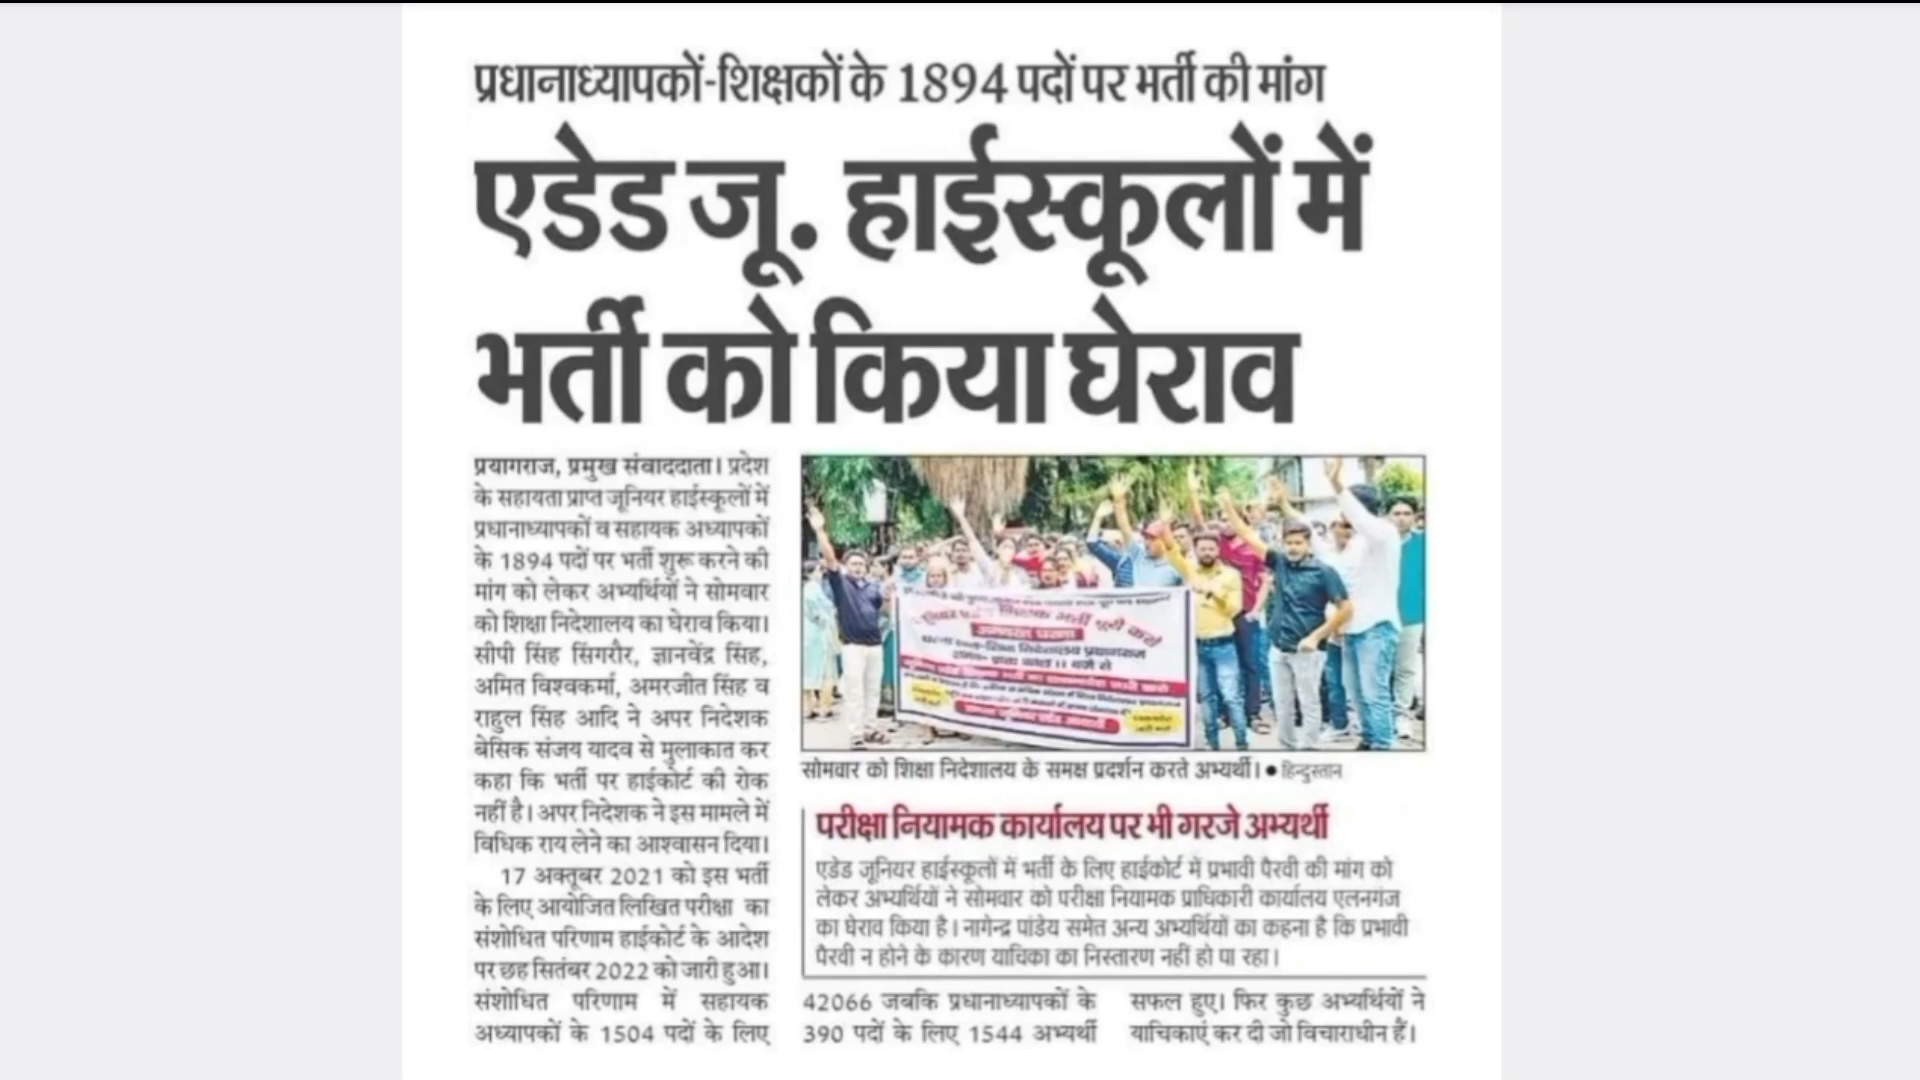 प्रधानाध्यापकों-शिक्षकों के 1894 पदों पर भर्ती की मांग
एडेड जू. हाईस्कूलों में
भर्ती को किया घेराव
प्रयागराज, प्रमुख संवाददाता। प्रदेश
के सहायता प्राप्त जूनियर हाईस्कूलों में
प्रधानाध्यापकों व सहायक अध्यापकों
के 1894 पदों पर भर्ती शुरू करने की
मांग को लेकर अभ्यर्थियों ने सोमवार
को शिक्षा निदेशालय का घेराव किया।
सीपी सिंह सिंगरौर, ज्ञानवेंद्र सिंह,
अमित विश्वकर्मा, अमरजीत सिंह व
राहुल सिंह आदि ने अपर निदेशक
बेसिक संजय यादव से मुलाकात कर
कहा कि भर्ती पर हाईकोर्ट की रोक
नहीं है। अपर निदेशक ने इस मामले में
विधिक राय लेने का आश्वासन दिया।
17 अक्तूबर 2021 को इस भर्ती
के लिए आयोजित लिखित परीक्षा का
संशोधित परिणाम हाईकोर्ट के आदेश
पर छह सितंबर 2022 को जारी हुआ।
संशोधित परिणाम में सहायक
अध्यापकों के 1504 पदों के लिए
सोमवार को शिक्षा निदेशालय के समक्ष प्रदर्शन करते अभ्यर्थी। ● हिन्दुस्तान
परीक्षा नियामक कार्यालय पर भी गरजे अभ्यर्थी
एडेड जूनियर हाईस्कूलों में भर्ती के लिए हाईकोर्ट में प्रभावी पैरवी की मांग को
लेकर अभ्यर्थियों ने सोमवार को परीक्षा नियामक प्राधिकारी कार्यालय एलनगंज
का घेराव किया है। नागेन्द्र पांडेय समेत अन्य अभ्यर्थियों का कहना है कि प्रभावी
पैरवी न होने के कारण याचिका का निस्तारण नहीं हो पा रहा।
42066 जबकि प्रधानाध्यापकों के
390 पदों के लिए 1544 अभ्यर्थी
सफल हुए। फिर कुछ अभ्यर्थियों ने
याचिकाएं कर दी जो विचाराधीन हैं।